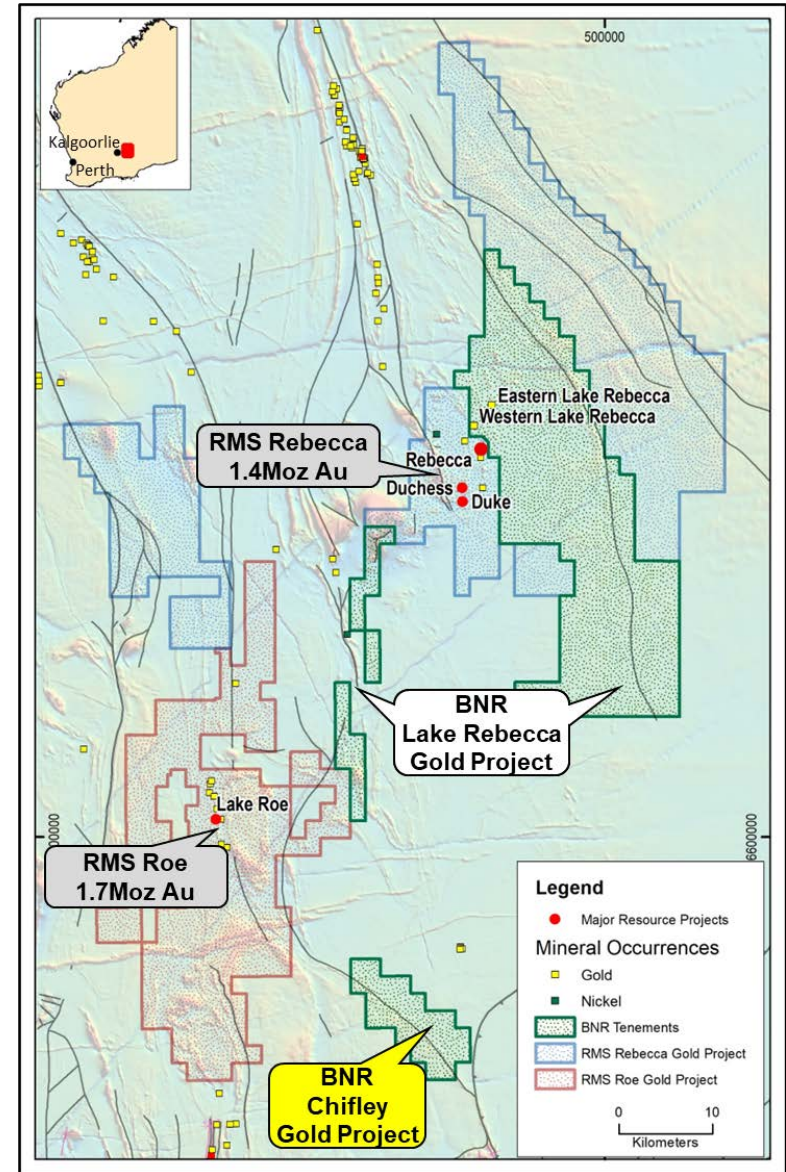 500000
Kalgoorlie
Perth
Eastern Lake Rebecca
Western Lake Rebecca
RMS Rebecca
1.4Moz Au
Rebecca
Duchess
Duke
BNR
Lake Rebecca
Gold Project
Lake Roe
RMS Roe
1.7Moz Au
6600000
BNR
Chifley
Gold Project
Legend
Major Resource Projects
Mineral Occurrences
Gold
Nickel
BNR Tenements
RMS Rebecca Gold Project
RMS Roe Gold Project
0 10
Kilometers